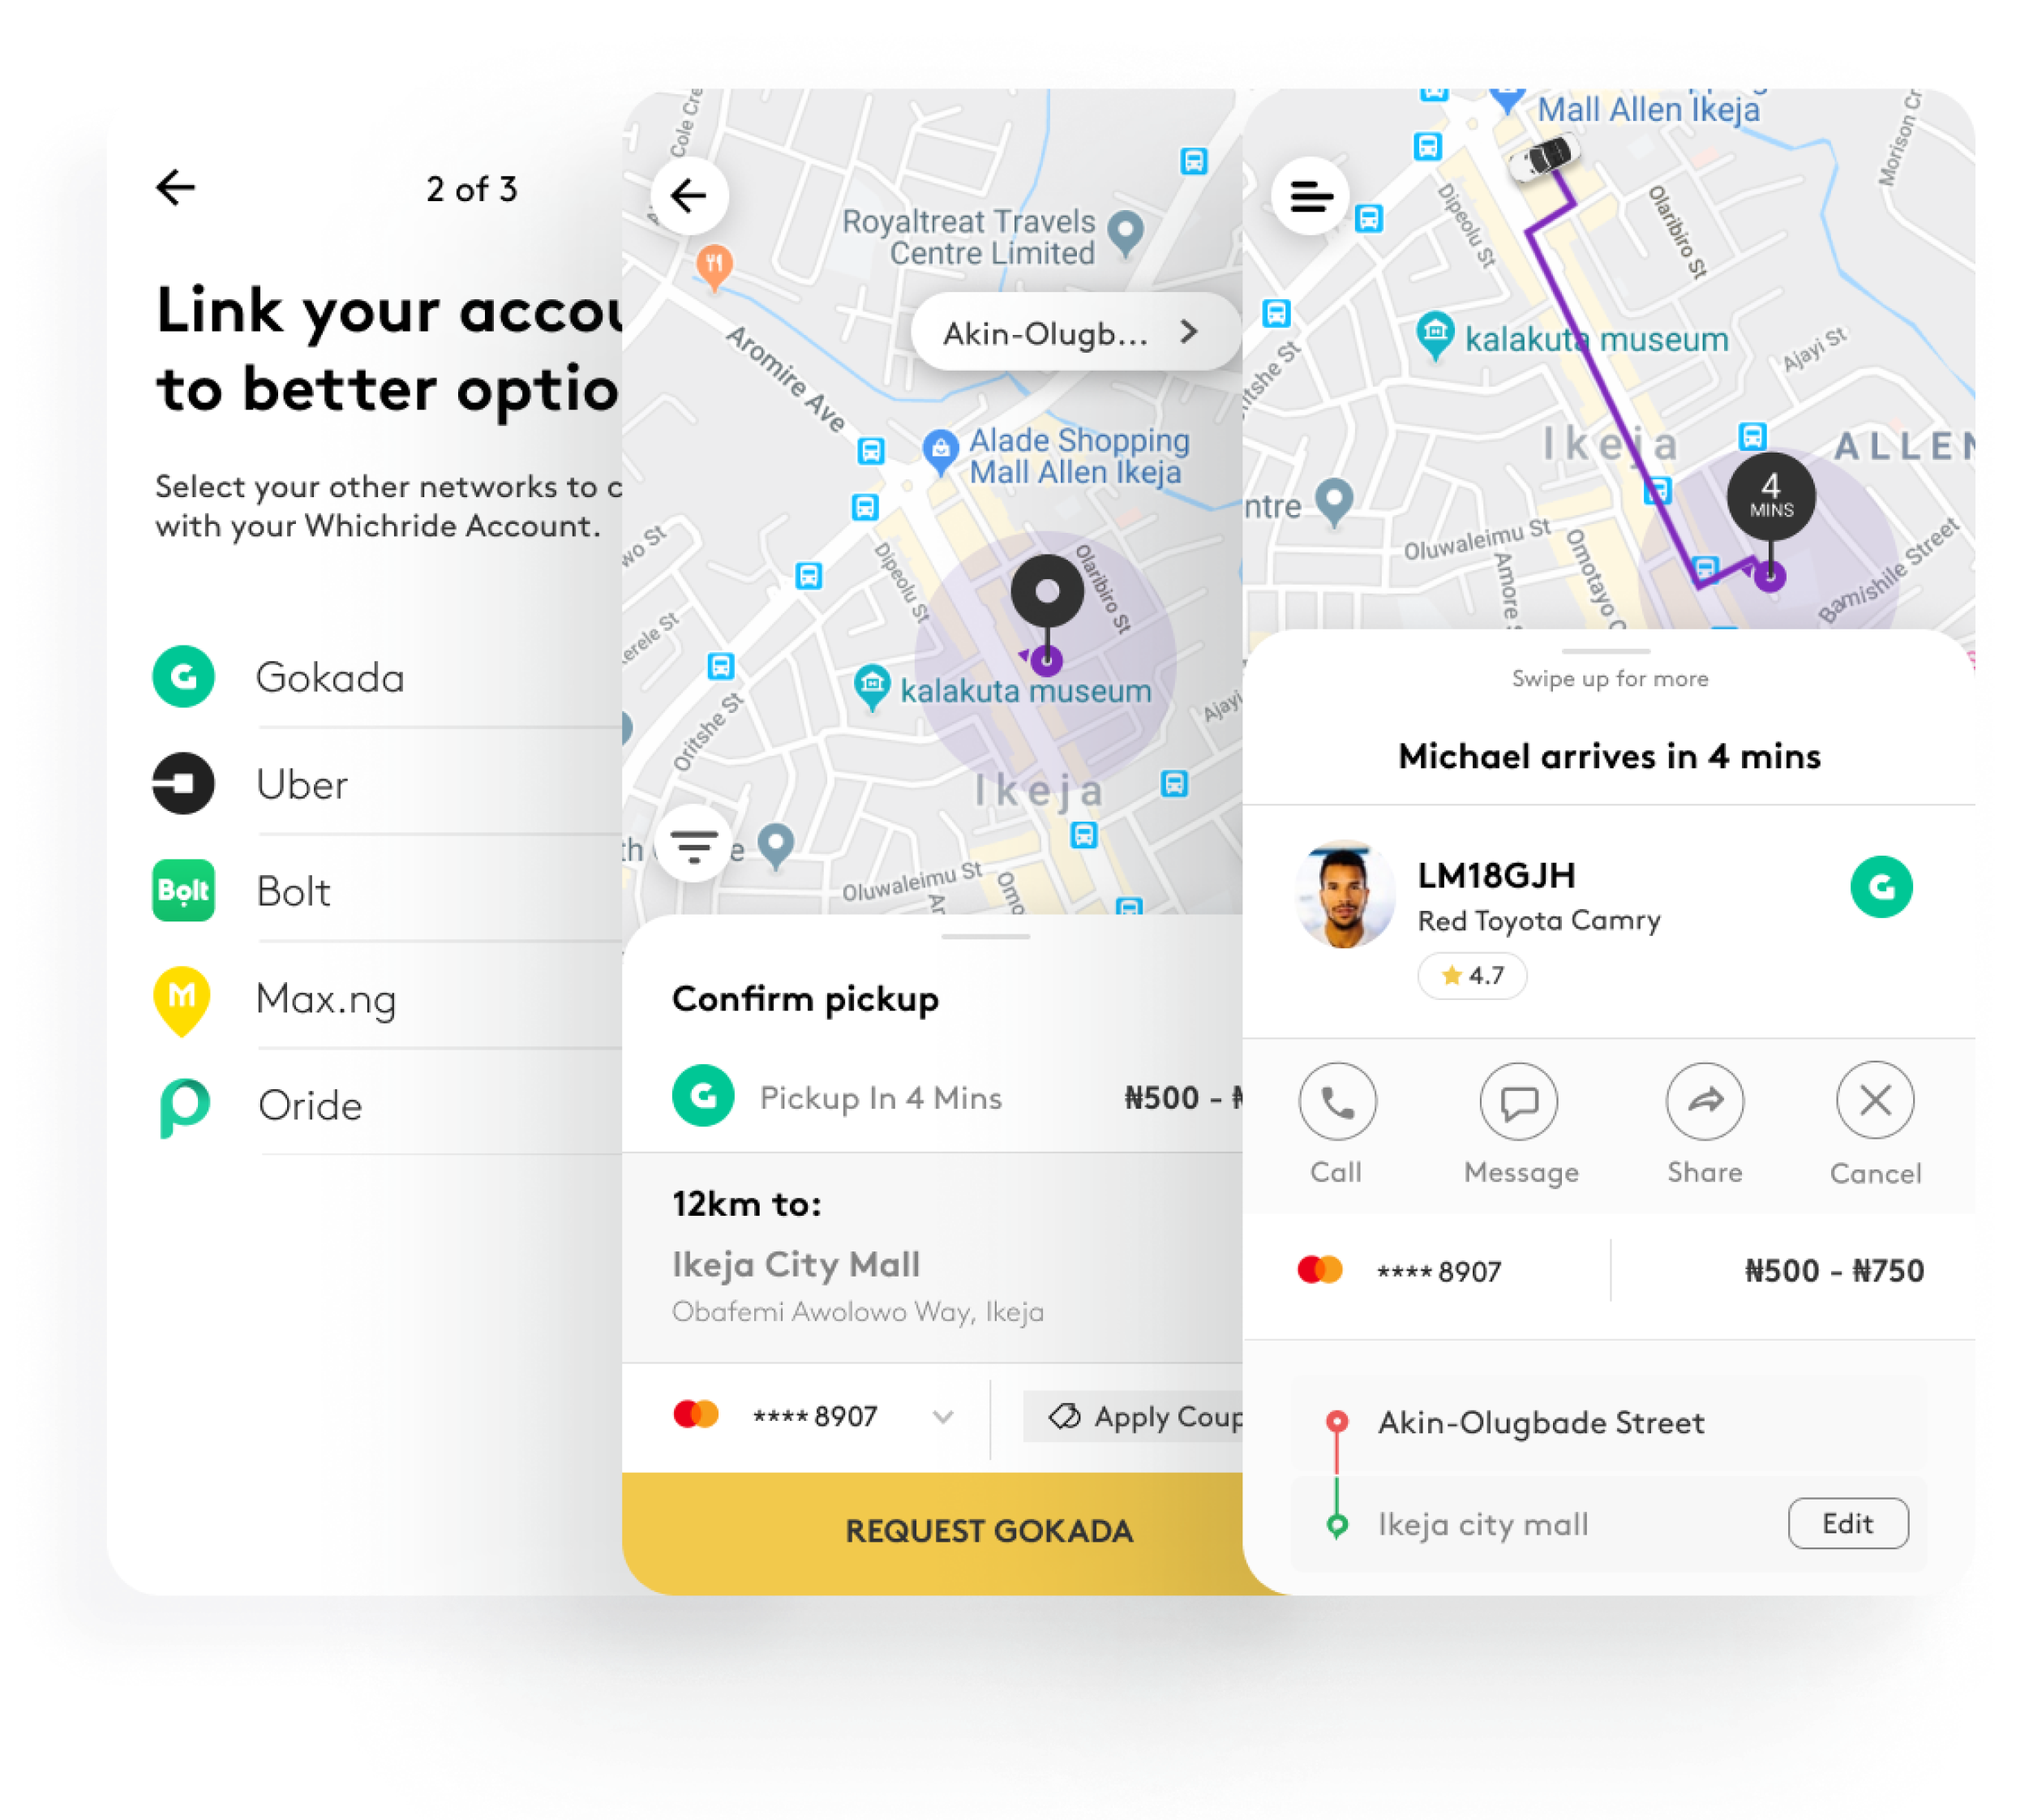 2 of 3
Link your accou
to better optio
Select your other networks to c
with your Whichride Account.
Gokada
Uber
Bolt
Bolt
M
Max.ng
Oride
Cole Cre
Royaltreat Travels
Centre Limited
Akin-Olugb...
Aromire Ave
Alade Shopping
Mall Allen Ikeja
wo St
Dipeolu St
Olaribiro St
erele St
kalakuta museum
Oritshe St
Ajayi
Ikeja
th
e
Oluwaleimu St
Omo
Ar
Confirm pickup
G
Pickup In 4 Mins
₦500 - ₦
12km to:
Ikeja City Mall
Obafemi Awolowo Way, Ikeja
**** 8907
Apply Coup
REQUEST GOKADA
Mall Allen Ikeja
Morison Cr
Dipeolu St
Olaribiro St
kalakuta museum
Ajayi St
ritshe St
Ikeja
ALLEN
4
MINS
ntre
Oluwaleimu St
Amore S
Omotayo C
Bamishile Street
Swipe up for more
Michael arrives in 4 mins
LM18GJH
G
Red Toyota Camry
4.7
Call
Message
Share
Cancel
**** 8907
₦500 - ₦750
Akin-Olugbade Street
Ikeja city mall
Edit